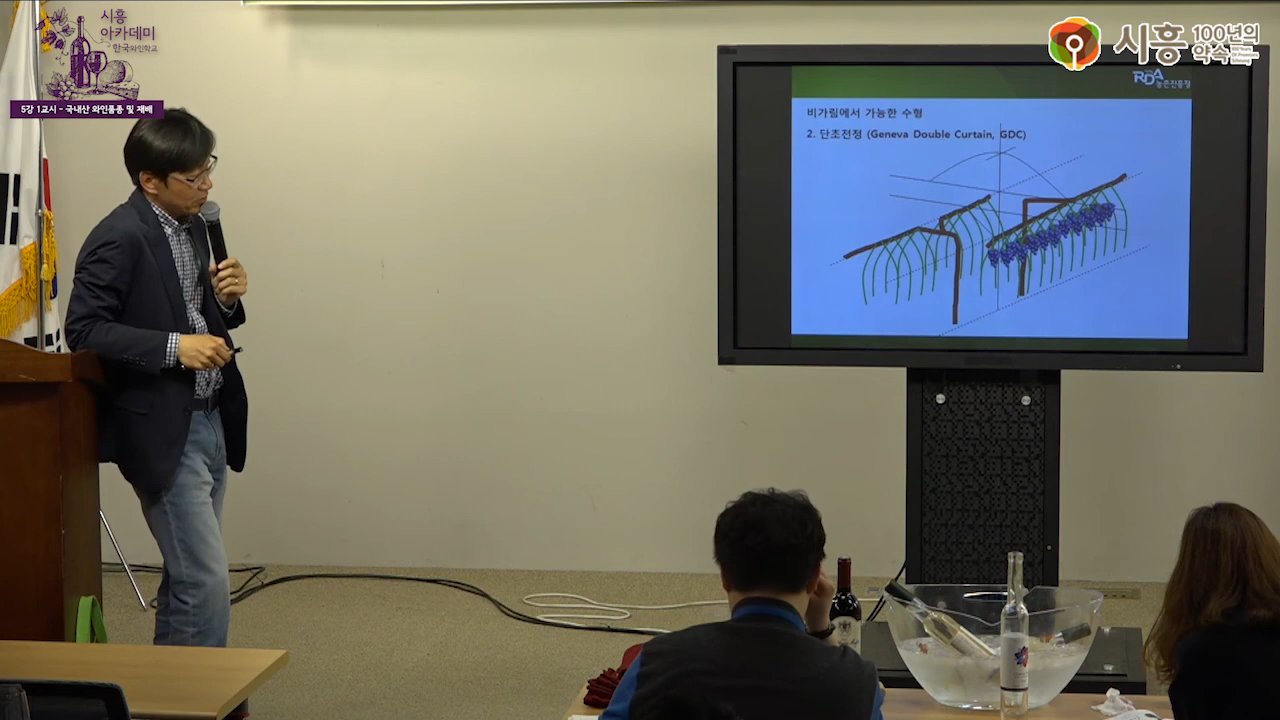 시흥
아카데미
한국와인학교
5강 1교시 - 국내산 와인품종 및 재배
시흥 100년의
약속
RDA 농촌진흥청
비가림에서 가능한 수형
2. 단초전정 (Geneva Double Curtain, GDC)